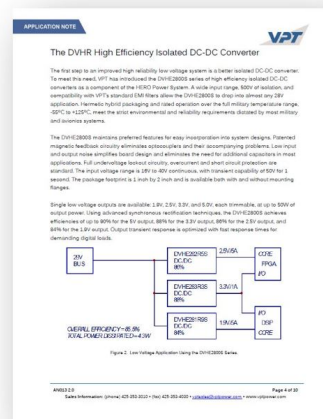 APPLICATION NOTE
VPT
The DVHR High Efficiency Isolated DC-DC Converter
The first step to an improved high reliability low voltage system is a better isolated DC-DC converter.
To meet this need, VPT has introduced the DVHE2800S series of high efficiency isolated DC-DC
converters as a component of the HERO Power System. A wide input range, 500V of isolation, and
compatibility with VPT's standard EMI filters allow the DVHE2800S to drop into almost any 28V
application. Hermetic hybrid packaging and rated operation over the full military temperature range,
-55°C to +125°C, meet the strict environmental and reliability requirements dictated by most military
and avionics systems.
The DVHE2800S maintains preferred features for easy incorporation into system designs. Patented
magnetic feedback circuitry eliminates optocouplers and their accompanying problems. Low input
and output noise simplifies board design and eliminates the need for additional capacitors in most
applications. Full undervoltage lockout circuitry, overcurrent and short circuit protection are
standard. The input voltage range is 16V to 40V continuous, with transient capability of 50V for 1
second. The package footprint is 1 inch by 2 inch and is available both with and without mounting
flanges.
Single low voltage outputs are available: 1.9V, 2.5V, 3.3V, and 5.0V, each trimmable, at up to 50W of
output power. Using advanced synchronous rectification techniques, the DVHE2800S achieves
efficiencies of up to 90% for the 5V output, 88% for the 3.3V output, 86% for the 2.5V output, and
84% for the 1.9V output. Output transient response is optimized with fast response times for
demanding digital loads.
BUS
DC/DC
86%
2.5V/6A
CORE
FPGA
I/O
DC/DC
88%
I/O
DSP
CORE
DC/DC
84%
OVERALL EFFICIENCY = 85.8%
Figure 2. Low Voltage Application Using the DVHE2800S Series.
AN013 2.0
Page 4 of 10